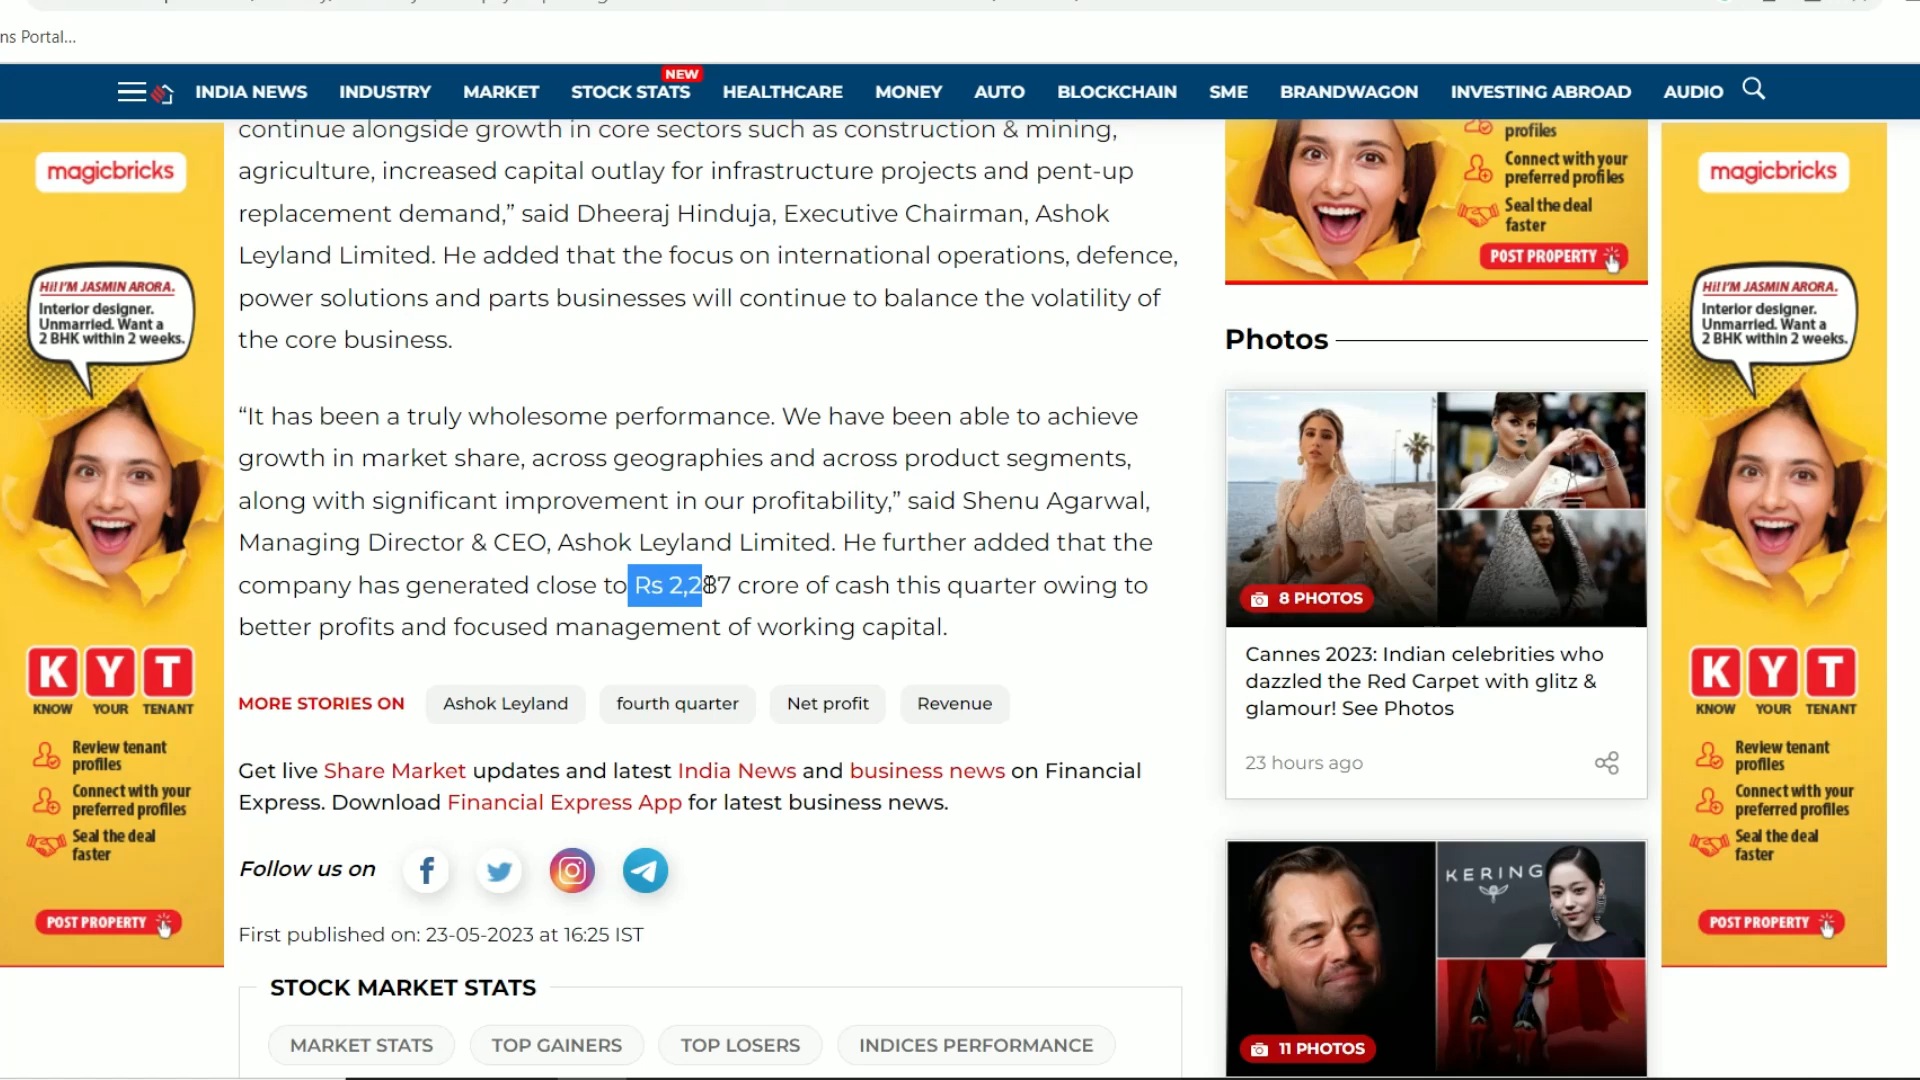 ns Portal...
NEW
INDIA NEWS INDUSTRY MARKET STOCK STATS HEALTHCARE MONEY AUTO BLOCKCHAIN SME BRANDWAGON INVESTING ABROAD AUDIO
magicbricks
Hi! I'M JASMIN ARORA.
Interior designer.
Unmarried. Want a
2 BHK within 2 weeks.
KYT
KNOW YOUR TENANT
Review tenant
profiles
Connect with your
preferred profiles
Seal the deal
faster
POST PROPERTY
continue alongside growth in core sectors such as construction & mining,
agriculture, increased capital outlay for infrastructure projects and pent-up
replacement demand,” said Dheeraj Hinduja, Executive Chairman, Ashok
Leyland Limited. He added that the focus on international operations, defence,
power solutions and parts businesses will continue to balance the volatility of
the core business.
“It has been a truly wholesome performance. We have been able to achieve
growth in market share, across geographies and across product segments,
along with significant improvement in our profitability,” said Shenu Agarwal,
Managing Director & CEO, Ashok Leyland Limited. He further added that the
company has generated close to Rs 2,287 crore of cash this quarter owing to
better profits and focused management of working capital.
MORE STORIES ON Ashok Leyland fourth quarter Net profit Revenue
Get live Share Market updates and latest India News and business news on Financial
Express. Download Financial Express App for latest business news.
Follow us on
First published on: 23-05-2023 at 16:25 IST
STOCK MARKET STATS
MARKET STATS TOP GAINERS TOP LOSERS INDICES PERFORMANCE
profiles
Connect with your
preferred profiles
Seal the deal
faster
POST PROPERTY
Photos
8 PHOTOS
Cannes 2023: Indian celebrities who
dazzled the Red Carpet with glitz &
glamour! See Photos
23 hours ago
KERING
11 PHOTOS
magicbricks
Hi! I'M JASMIN ARORA.
Interior designer.
Unmarried. Want a
2 BHK within 2 weeks.
KYT
KNOW YOUR TENANT
Review tenant
profiles
Connect with your
preferred profiles
Seal the deal
faster
POST PROPERTY